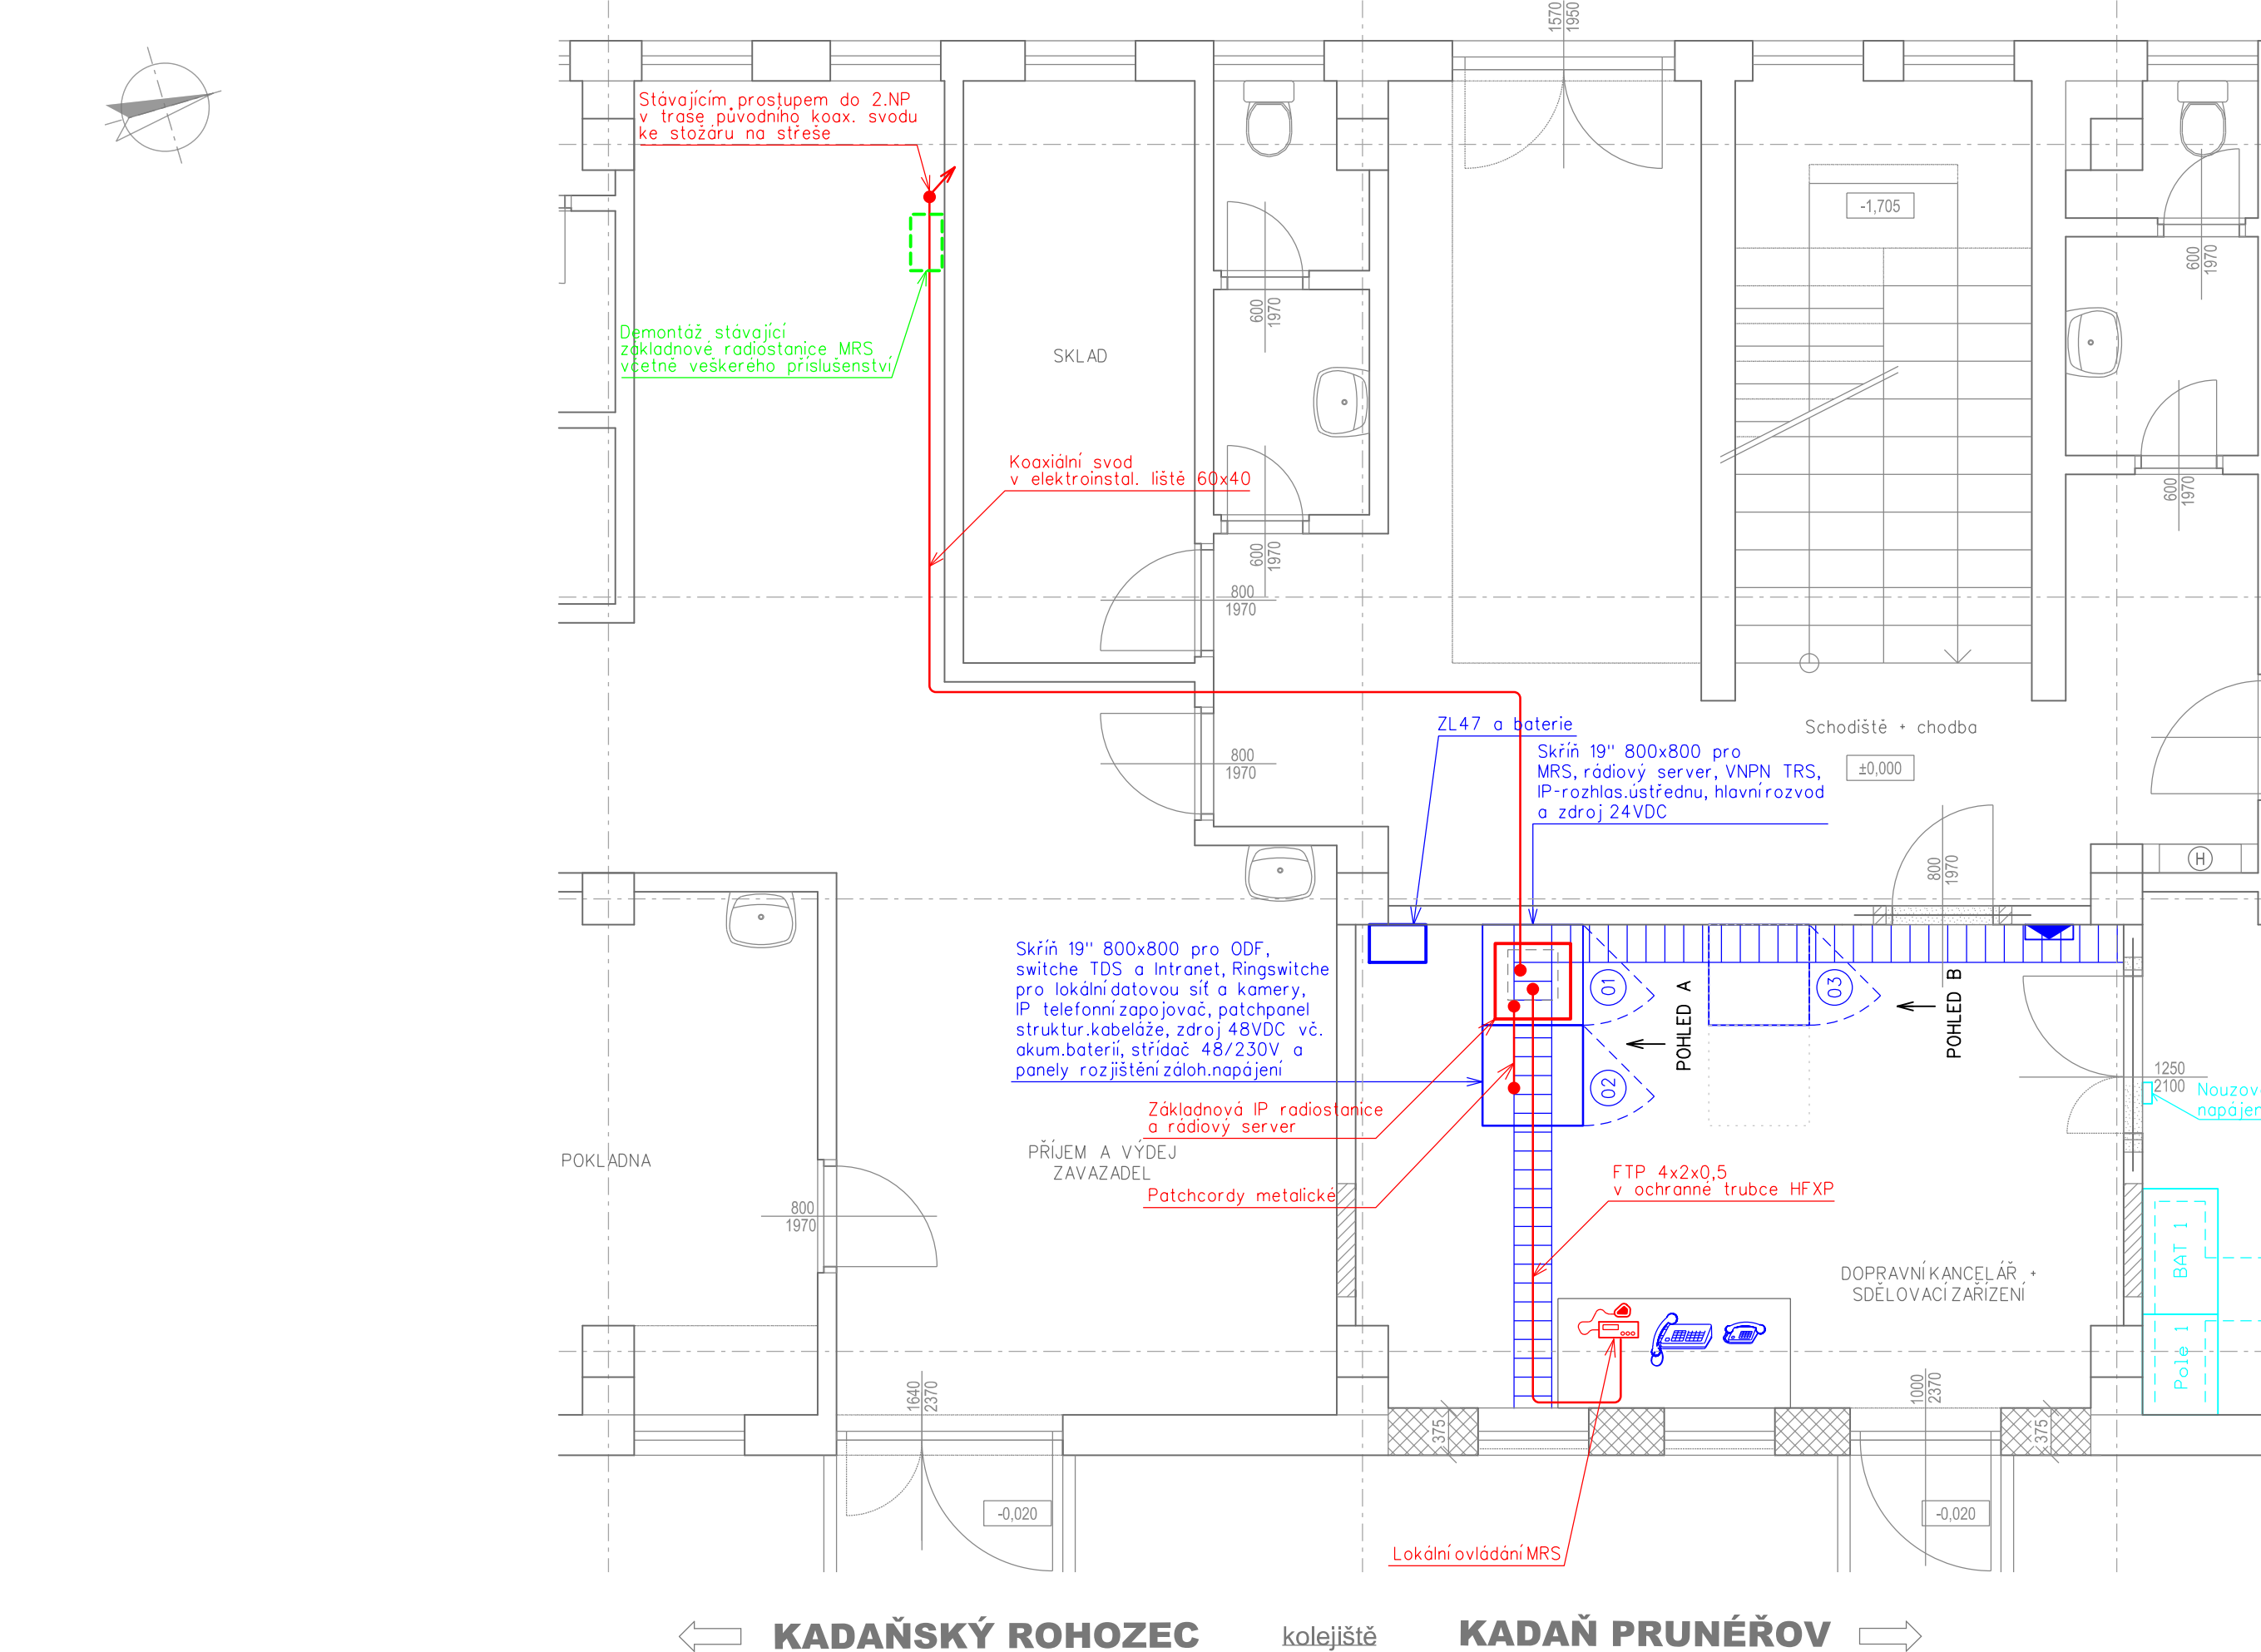 1570
1950
Stávajícím prostupem do 2.NP
v trase původního koax. svodu
ke stožáru na střeše
-1,705
600
1970
600
1970
Demontáž stávající
základnové radiostanice MRS
včetně veškerého příslušenství
SKLAD
Koaxiální svod
v elektroinstal. liště 60x40
600
1970
600
1970
800
1970
ZL47 a baterie
Schodiště + chodba
800
1970
±0,000
Skříň 19" 800x800 pro
MRS, rádiový server, VNPN TRS,
IP-rozhlas.ústřednu, hlavní rozvod
a zdroj 24VDC
800
1970
H
Skříň 19" 800x800 pro ODF,
switche TDS a Intranet, Ringswitche
pro lokální datovou síť a kamery,
IP telefonní zapojovač, patchpanel
struktur.kabeláže, zdroj 48VDC vč.
akum.baterií, střídač 48/230V a
panely rozjištění záloh.napájení
01
02
03
POHLED A
POHLED B
1250
2100
Nouzov
napájen
Základnová IP radiostanice
a rádiový server
POKLADNA
PŘÍJEM A VÝDEJ
ZAVAZADEL
Patchcordy metalické
FTP 4x2x0,5
v ochranné trubce HFXP
800
1970
BAT 1
DOPRAVNÍ KANCELÁŘ +
SDĚLOVACÍ ZAŘÍZENÍ
Pole 1
1640
2370
1000
2370
375
375
-0,020
-0,020
Lokální ovládání MRS
KADAŇSKÝ ROHOZEC
kolejiště
KADAŇ PRUNÉŘOV